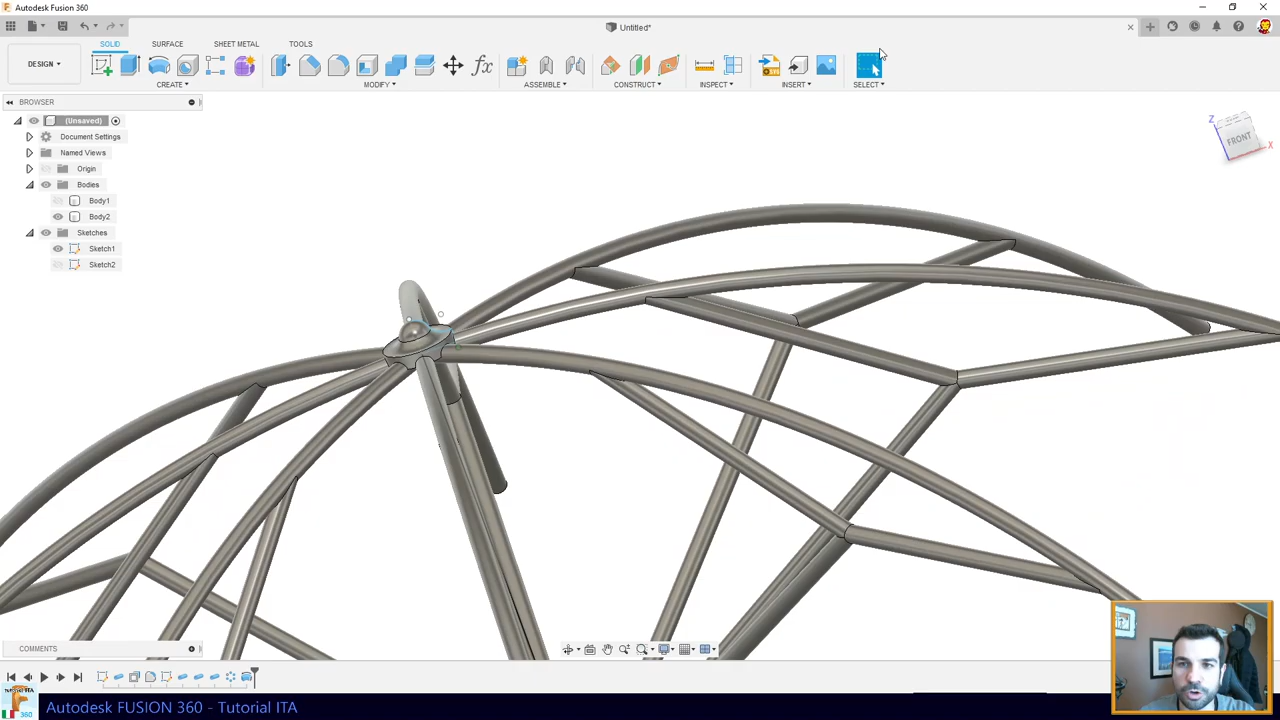 Autodesk Fusion 360
Untitled*
DESIGN
SOLID SURFACE SHEET METAL TOOLS
CREATE MODIFY ASSEMBLE CONSTRUCT INSPECT INSERT SELECT
BROWSER
(Unsaved)
Document Settings
Named Views
Origin
Bodies
Body1
Body2
Sketches
Sketch1
Sketch2
Z
FRONT
X
COMMENTS
360
Autodesk FUSION 360 - Tutorial ITA